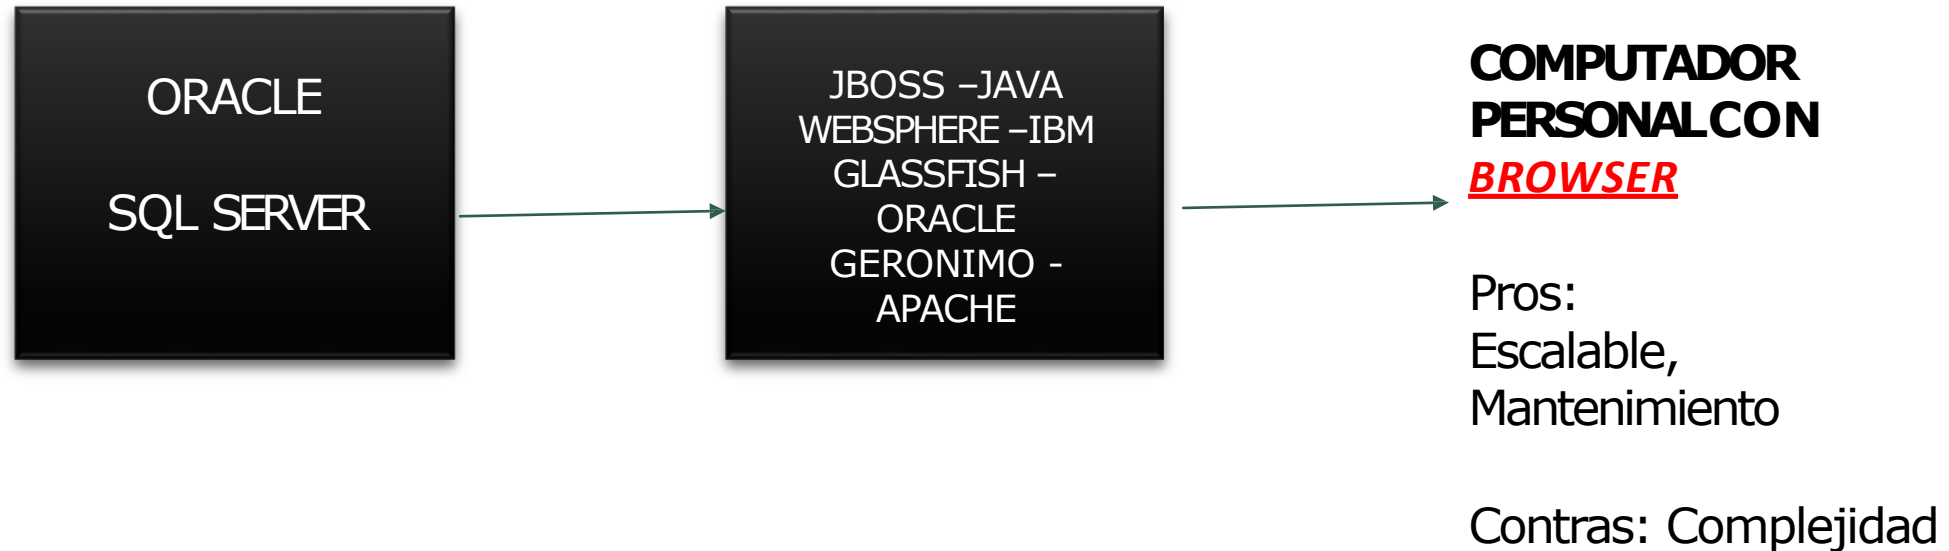 ORACLE
SQL SERVER
JBOSS –JAVA
WEBSPHERE –IBM
GLASSFISH –
ORACLE
GERONIMO -
APACHE
COMPUTADOR
PERSONAL CON
BROWSER
Pros:
Escalable,
Mantenimiento
Contras: Complejidad